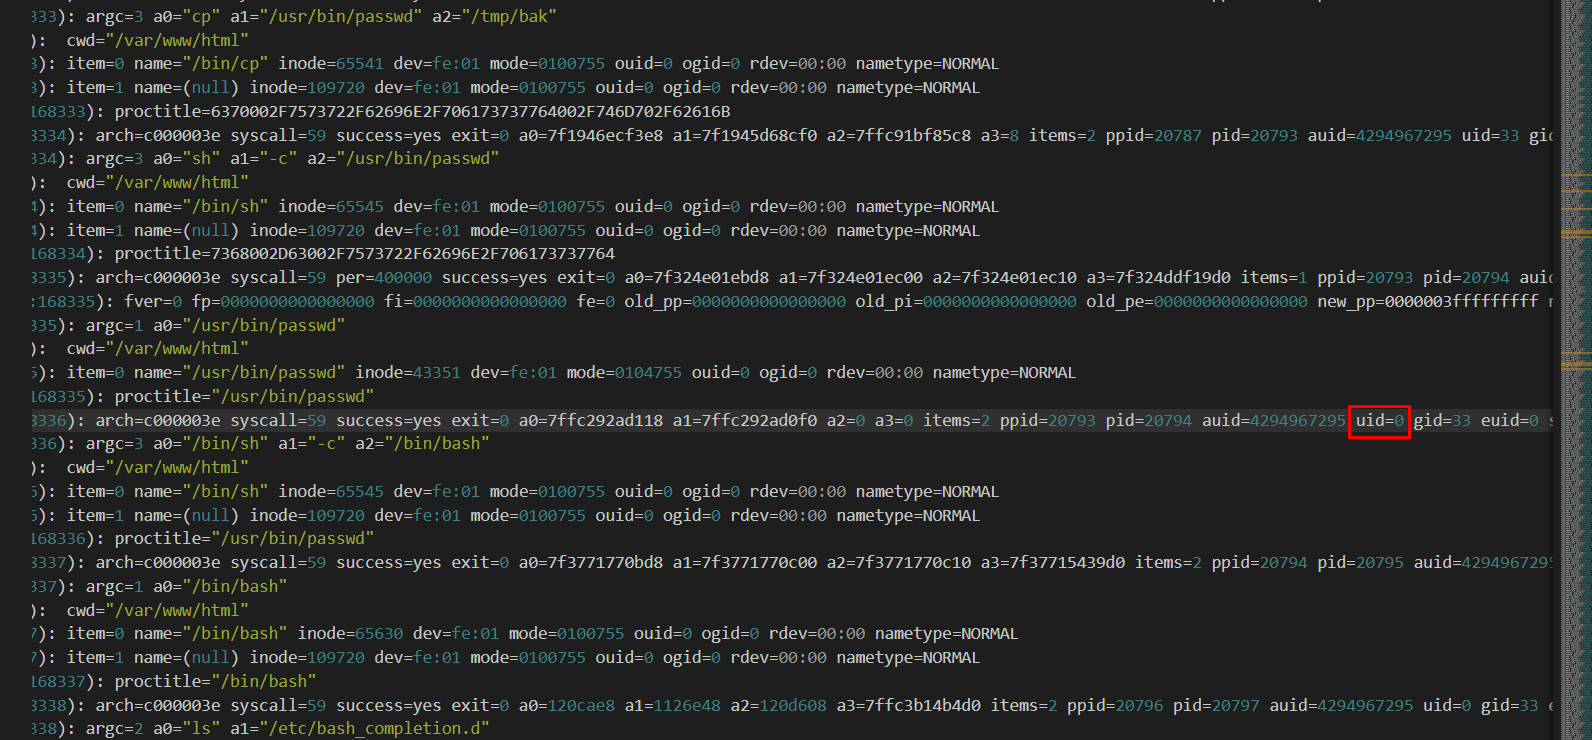 333): argc=3 a0="cp" a1="/usr/bin/passwd" a2="/tmp/bak"
): cwd="/var/www/html"
3): item=0 name="/bin/cp" inode=65541 dev=fe:01 mode=0100755 ouid=0 ogid=0 rdev=00:00 nametype=NORMAL
3): item=1 name=(null) inode=109720 dev=fe:01 mode=0100755 ouid=0 ogid=0 rdev=00:00 nametype=NORMAL
168333): proctitle=6370002F7573722F62696E2F706173737764002F746D702F62616B
3334): arch=c000003e syscall=59 success=yes exit=0 a0=7f1946ecf3e8 a1=7f1945d68cf0 a2=7ffc91bf85c8 a3=8 items=2 ppid=20787 pid=20793 auid=4294967295 uid=33 gid
334): argc=3 a0="sh" a1="-c" a2="/usr/bin/passwd"
): cwd="/var/www/html"
4): item=0 name="/bin/sh" inode=65545 dev=fe:01 mode=0100755 ouid=0 ogid=0 rdev=00:00 nametype=NORMAL
4): item=1 name=(null) inode=109720 dev=fe:01 mode=0100755 ouid=0 ogid=0 rdev=00:00 nametype=NORMAL
168334): proctitle=7368002D63002F7573722F62696E2F706173737764
3335): arch=c000003e syscall=59 per=400000 success=yes exit=0 a0=7f324e01ebd8 a1=7f324e01ec00 a2=7f324e01ec10 a3=7f324ddf19d0 items=1 ppid=20793 pid=20794 auid
:168335): fver=0 fp=0000000000000000 fi=0000000000000000 fe=0 old_pp=0000000000000000 old_pi=0000000000000000 old_pe=0000000000000000 new_pp=0000003fffffffff
335): argc=1 a0="/usr/bin/passwd"
): cwd="/var/www/html"
5): item=0 name="/usr/bin/passwd" inode=43351 dev=fe:01 mode=0104755 ouid=0 ogid=0 rdev=00:00 nametype=NORMAL
168335): proctitle="/usr/bin/passwd"
3336): arch=c000003e syscall=59 success=yes exit=0 a0=7ffc292ad118 a1=7ffc292ad0f0 a2=0 a3=0 items=2 ppid=20793 pid=20794 auid=4294967295 uid=0 gid=33 euid=0 s
336): argc=3 a0="/bin/sh" a1="-c" a2="/bin/bash"
): cwd="/var/www/html"
6): item=0 name="/bin/sh" inode=65545 dev=fe:01 mode=0100755 ouid=0 ogid=0 rdev=00:00 nametype=NORMAL
6): item=1 name=(null) inode=109720 dev=fe:01 mode=0100755 ouid=0 ogid=0 rdev=00:00 nametype=NORMAL
168336): proctitle="/usr/bin/passwd"
3337): arch=c000003e syscall=59 success=yes exit=0 a0=7f3771770bd8 a1=7f3771770c00 a2=7f3771770c10 a3=7f37715439d0 items=2 ppid=20794 pid=20795 auid=4294967295
337): argc=1 a0="/bin/bash"
): cwd="/var/www/html"
7): item=0 name="/bin/bash" inode=65630 dev=fe:01 mode=0100755 ouid=0 ogid=0 rdev=00:00 nametype=NORMAL
7): item=1 name=(null) inode=109720 dev=fe:01 mode=0100755 ouid=0 ogid=0 rdev=00:00 nametype=NORMAL
168337): proctitle="/bin/bash"
3338): arch=c000003e syscall=59 success=yes exit=0 a0=120cae8 a1=1126e48 a2=120d608 a3=7ffc3b14b4d0 items=2 ppid=20796 pid=20797 auid=4294967295 uid=0 gid=33 e
338): argc=2 a0="ls" a1="/etc/bash_completion.d"